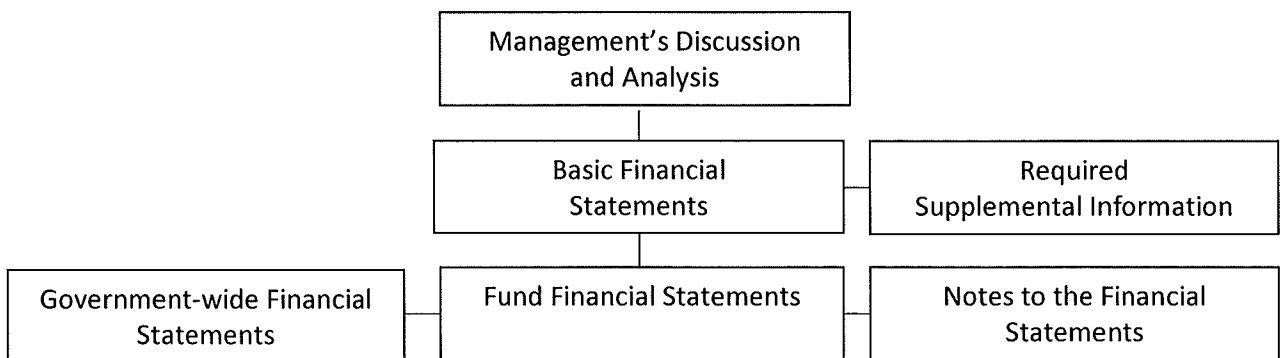 Management’s Discussion
and Analysis
Basic Financial
Statements
Required
Supplemental Information
Government-wide Financial
Statements
Fund Financial Statements
Notes to the Financial
Statements